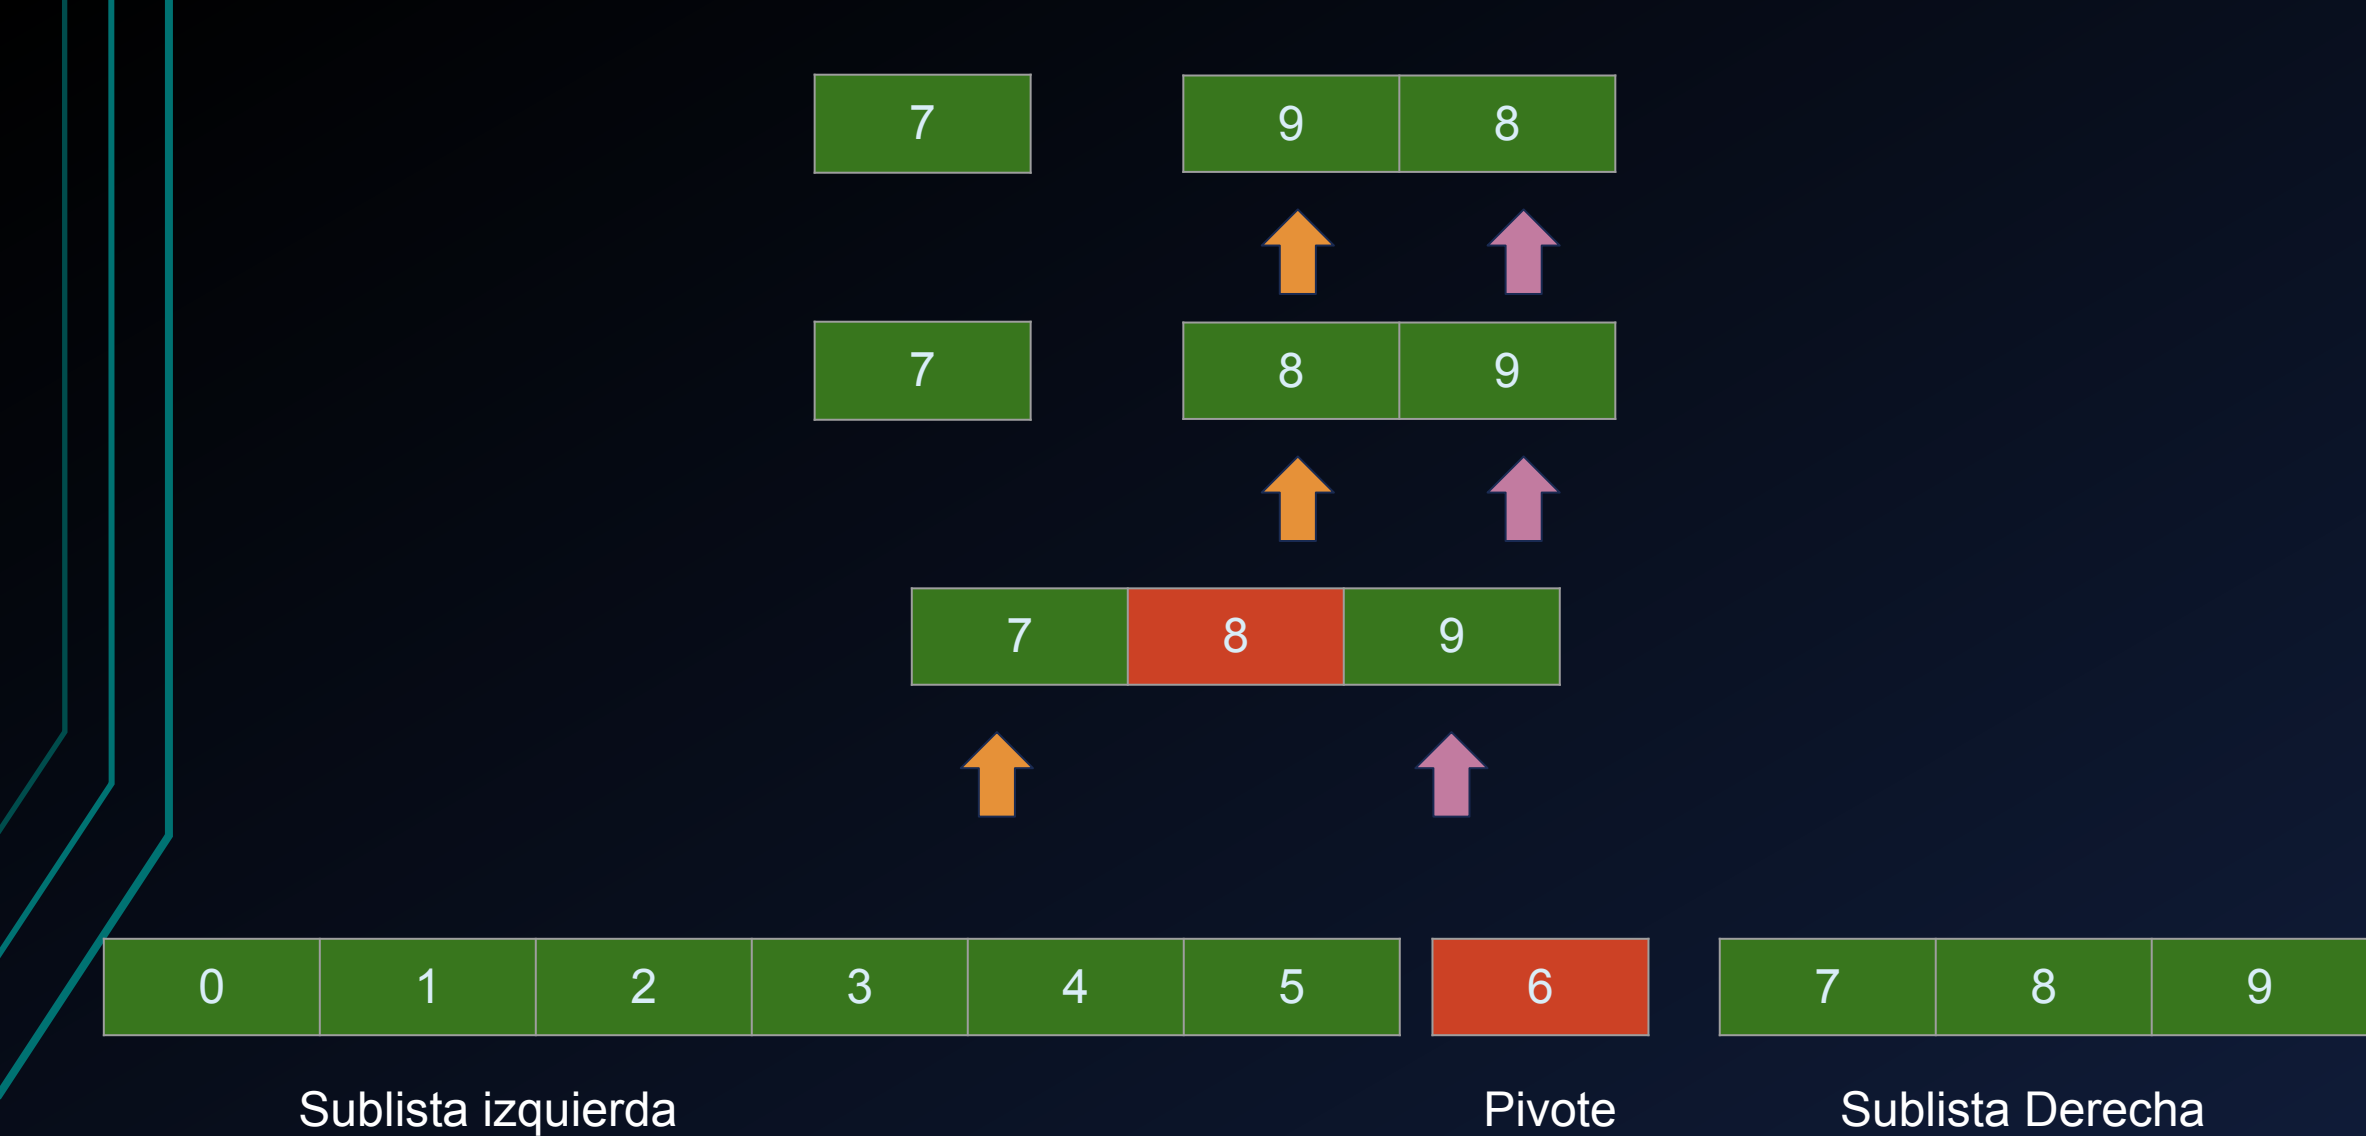 7 9 8
7 8 9
7 8 9
0 1 2 3 4 5 6 7 8 9
Sublista izquierda Pivote Sublista Derecha